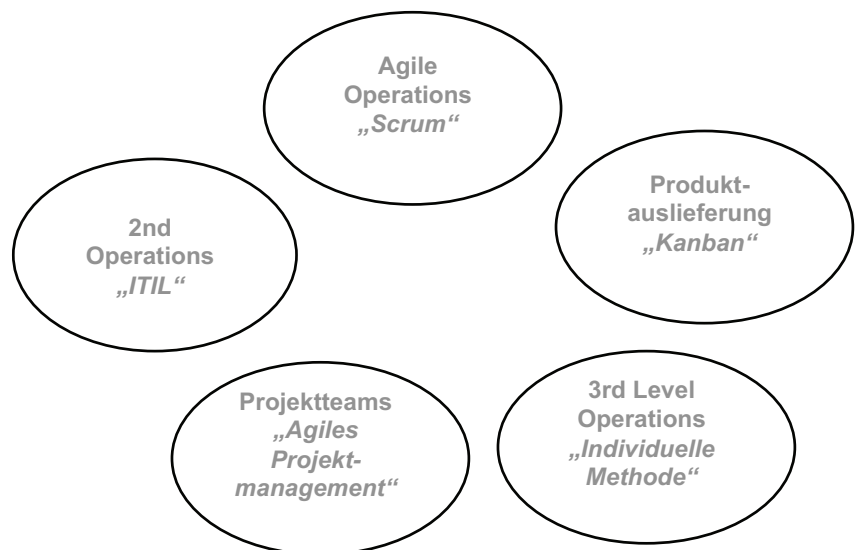 Agile
Operations
„Scrum“
Produkt-
auslieferung
„Kanban“
2nd
Operations
„ITIL“
Projektteams
„Agiles
Projekt-
management“
3rd Level
Operations
„Individuelle
Methode“